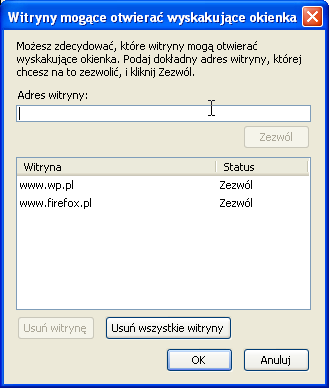 Witryny mogące otwierać wyskakujące okienka
Możesz zdecydować, które witryny mogą otwierać
wyskakujące okienka. Podaj dokładny adres witryny, której
chcesz na to zezwolić, i kliknij Zezwól.
Adres witryny:
Zezwól
Witryna Status
www.wp.pl Zezwól
www.firefox.pl Zezwól
Usuń witrynę Usuń wszystkie witryny
OK Anuluj